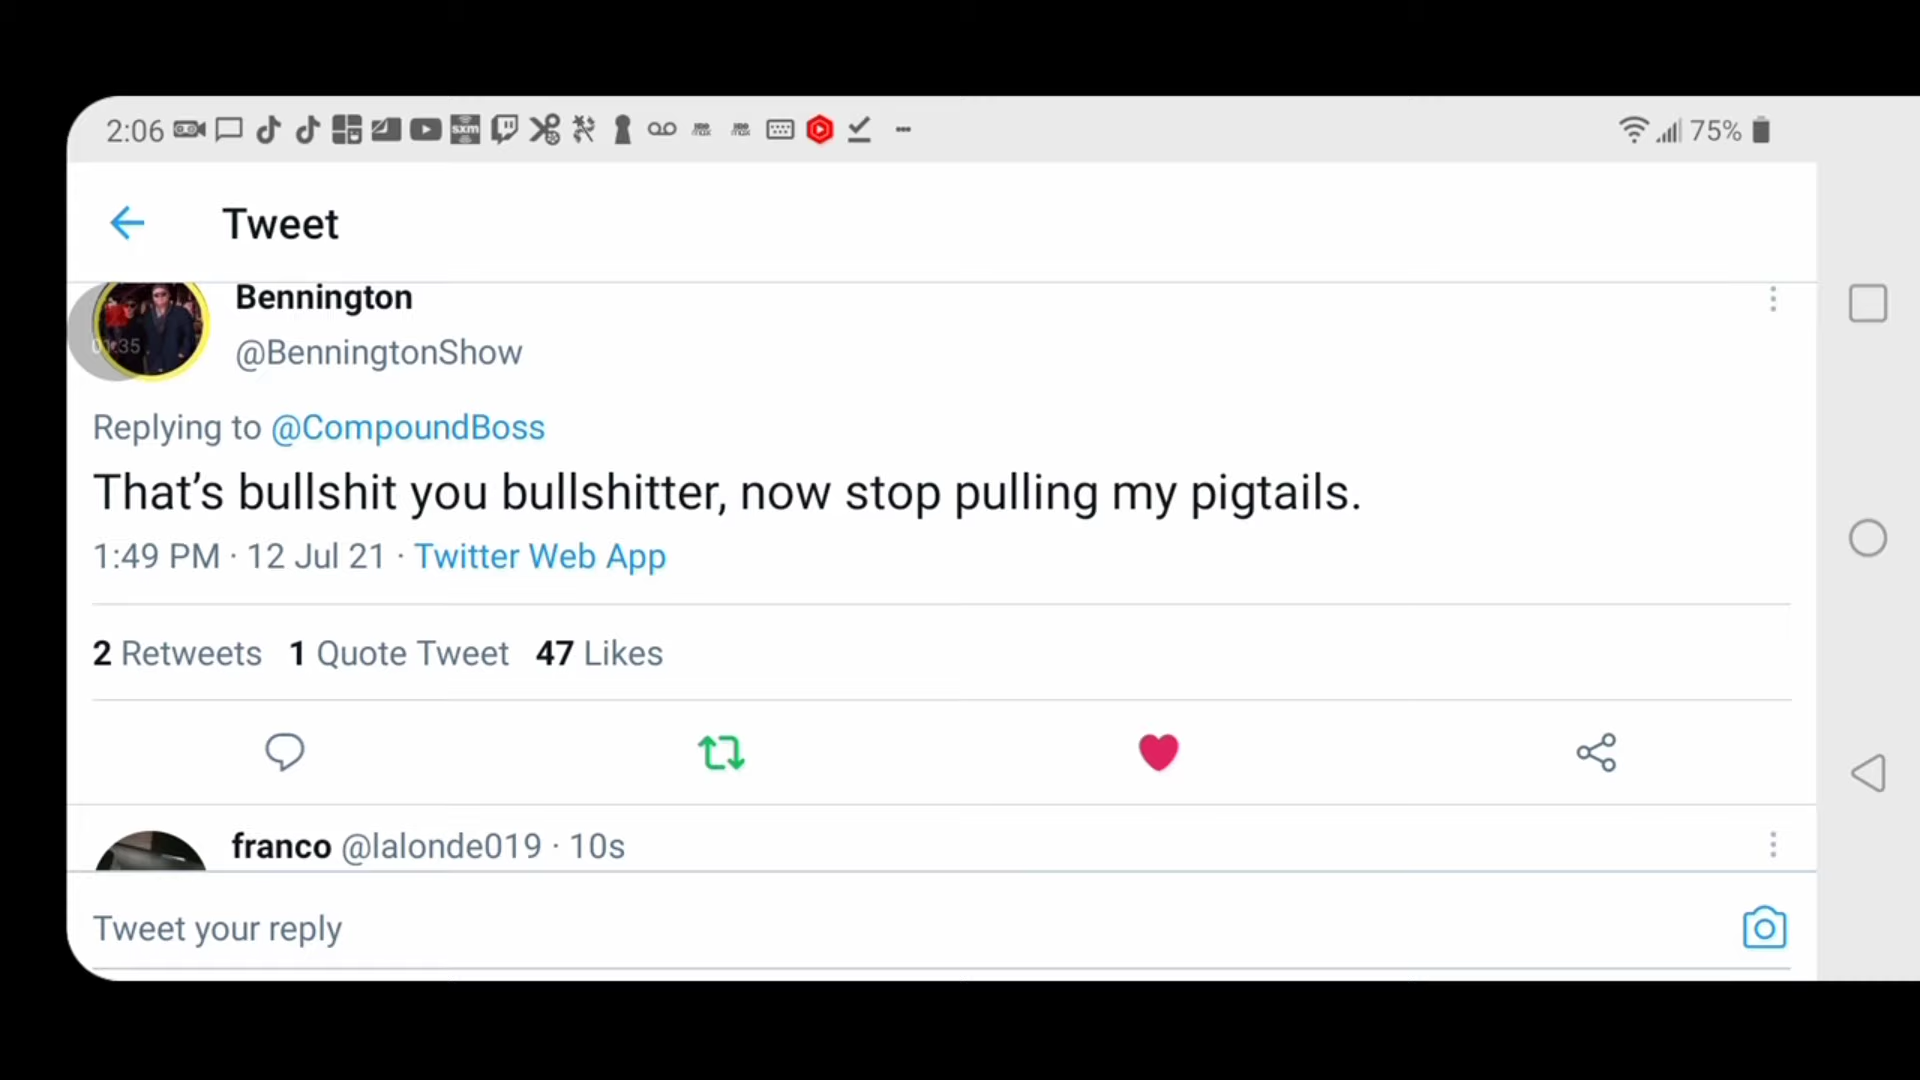 2:06 75%
Tweet
Bennington
@BenningtonShow
01:35
Replying to @CompoundBoss
That's bullshit you bullshitter, now stop pulling my pigtails.
1:49 PM · 12 Jul 21 · Twitter Web App
2 Retweets 1 Quote Tweet 47 Likes
franco @lalonde019 · 10s
Tweet your reply